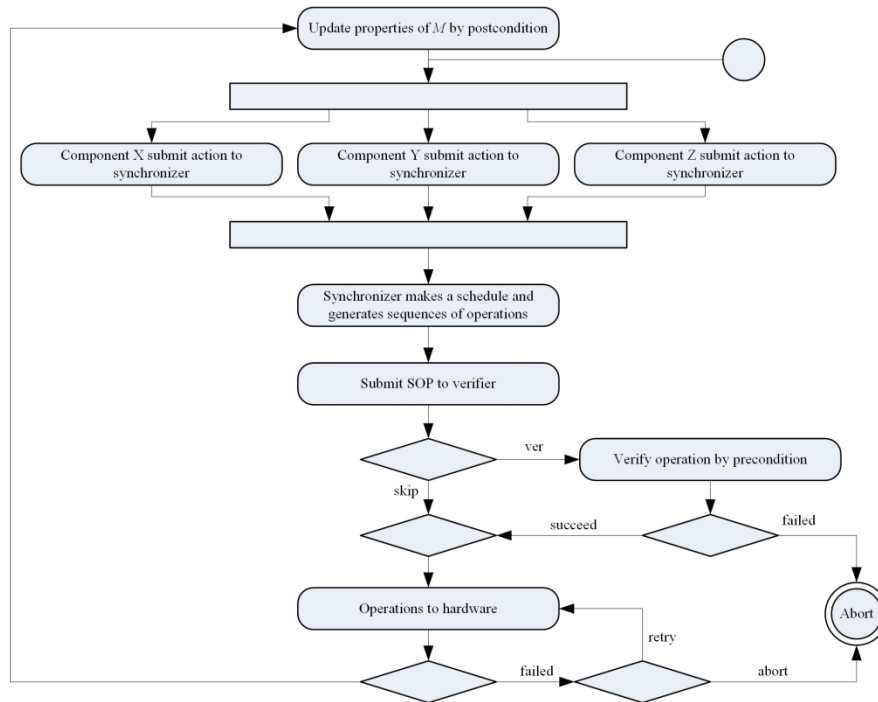 Update properties of M by postcondition
Component X submit action to
synchronizer
Component Y submit action to
synchronizer
Component Z submit action to
synchronizer
Synchronizer makes a schedule and
generates sequences of operations
Submit SOP to verifier
ver
Verify operation by precondition
skip
succeed
failed
Operations to hardware
Abort
retry
failed
abort